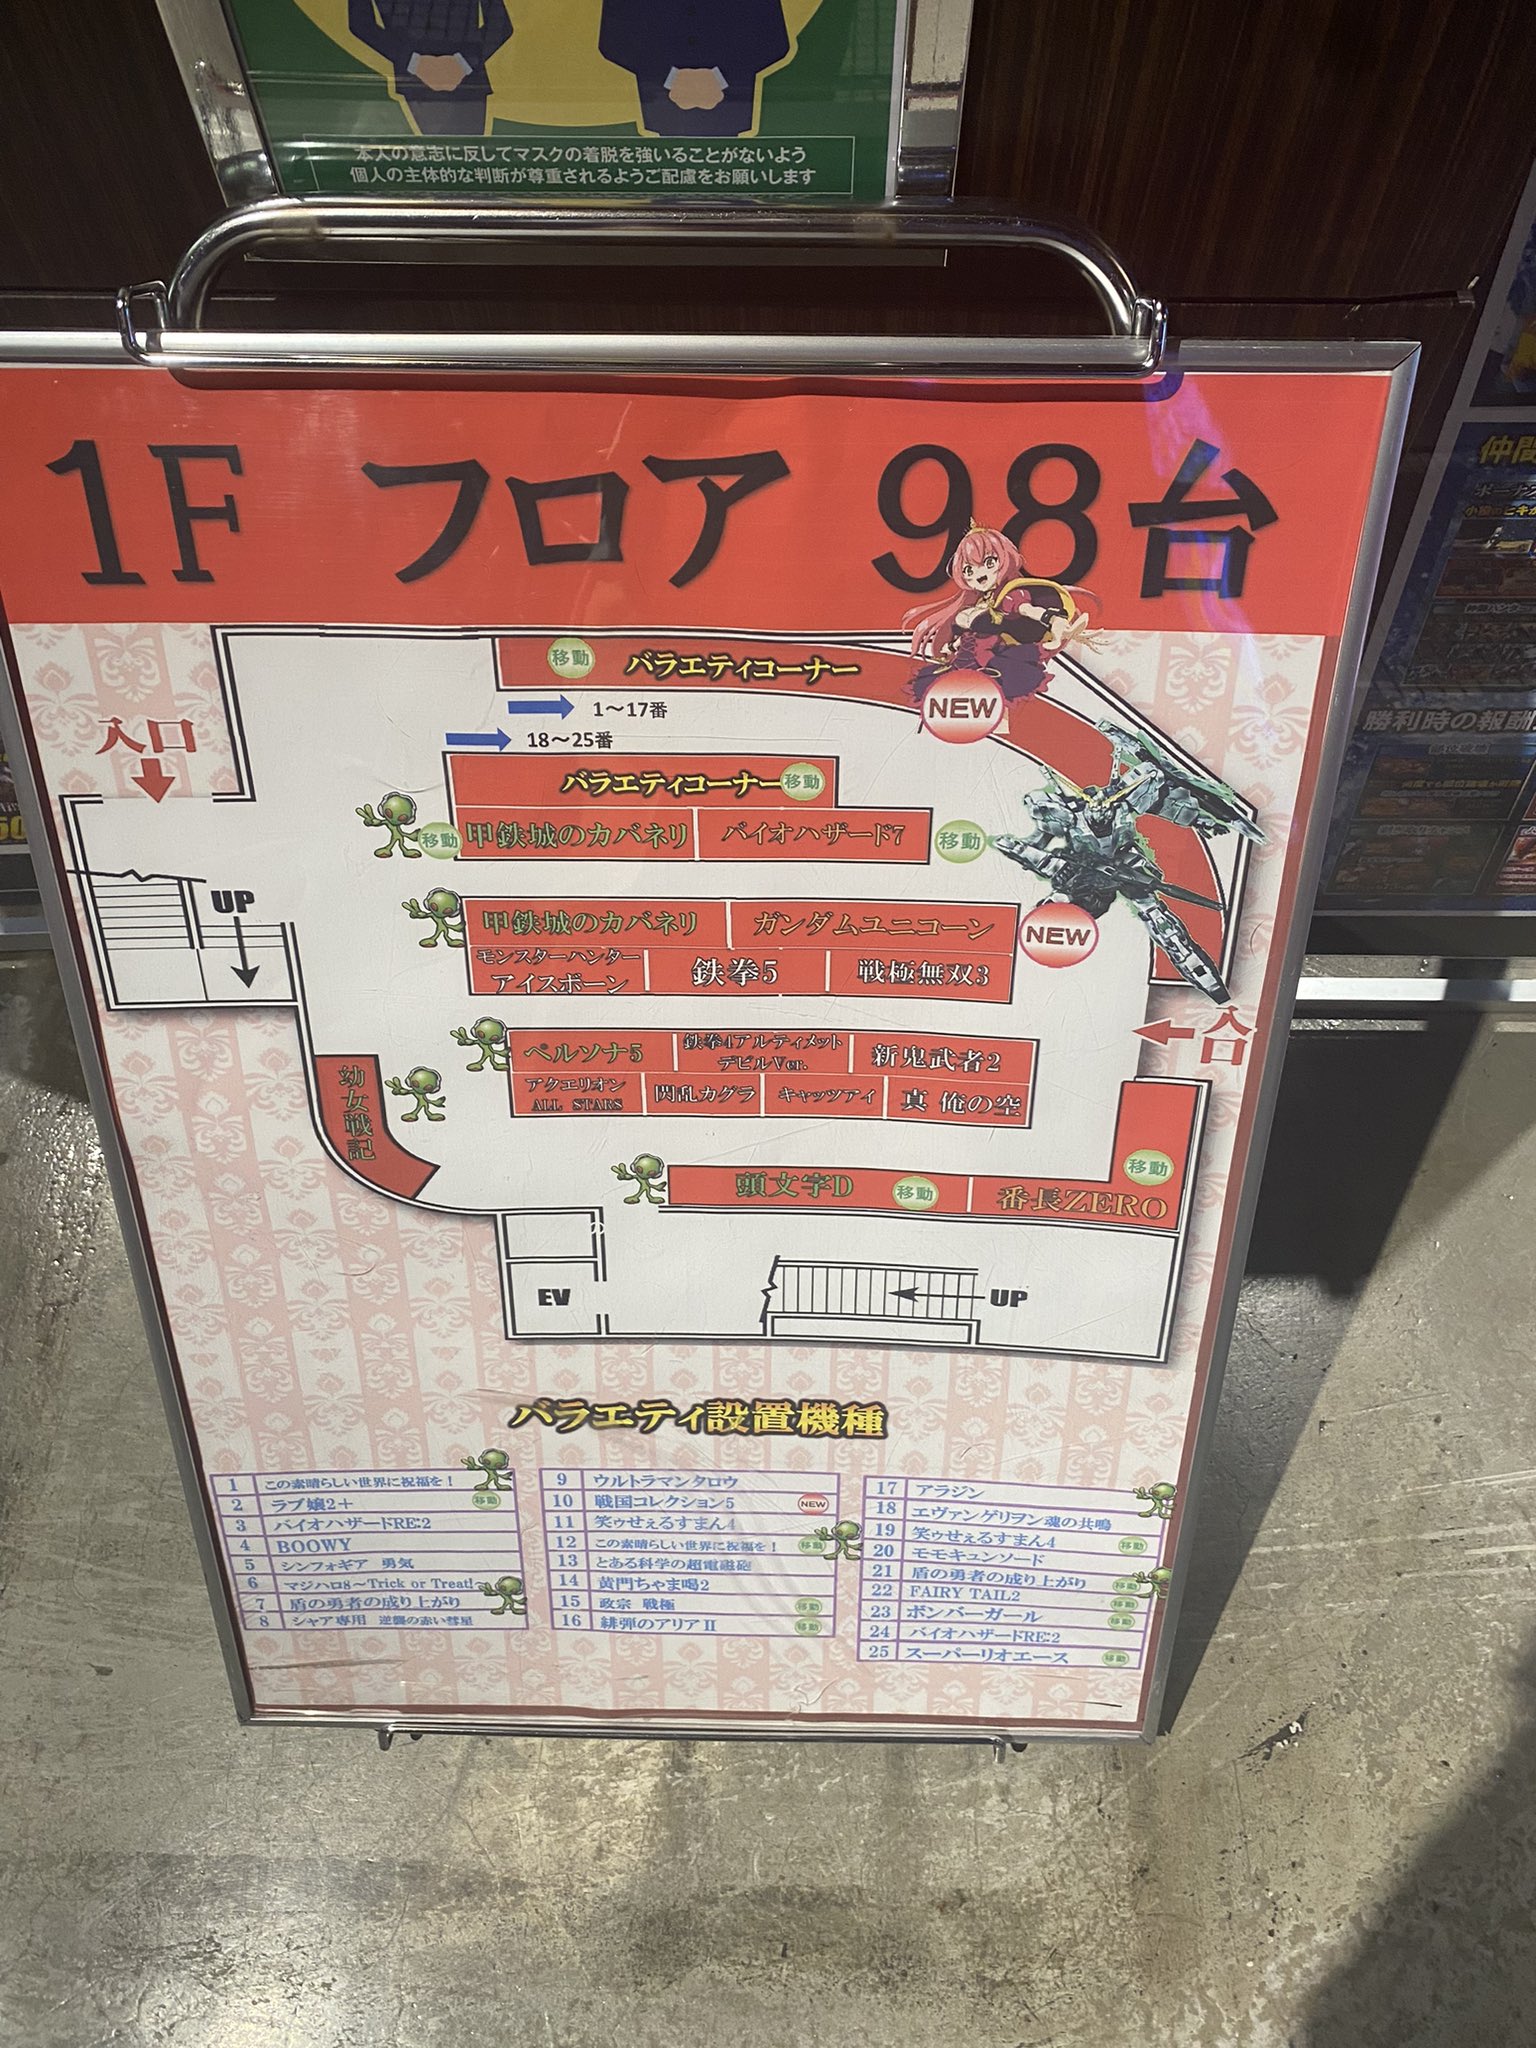 本人の意志に反してマスクの着脱を強いることがないよう
個人の主体的な判断が尊重されるようご配慮をお願いします
1F フロア 98台
移動 バラエティコーナー
NEW
1～17番
18～25番
入口
バラエティコーナー 移動
移動 甲鉄城のカバネリ バイオハザード7 移動
UP
甲鉄城のカバネリ ガンダムユニコーン NEW
モンスターハンター
アイスボーン 鉄拳5 戦極無双3
入口
ペルソナ5 鉄拳4アルティメット
デビルVer. 新鬼武者2
アクエリオン
ALL STARS 閃乱カグラ キャッツアイ 真 俺の空
幼女戦記
頭文字D 移動 番長ZERO 移動
EV
UP
バラエティ設置機種
1 この素晴らしい世界に祝福を！
2 ラブ嬢2＋ 移動
3 バイオハザードRE:2
4 BOOWY
5 シンフォギア 勇気
6 マジハロ8～Trick or Treat!～
7 盾の勇者の成り上がり
8 シャア専用 逆襲の赤い彗星
9 ウルトラマンタロウ
10 戦国コレクション5 NEW
11 笑ゥせぇるすまん4
12 この素晴らしい世界に祝福を！ 移動
13 とある科学の超電磁砲
14 黄門ちゃま喝2
15 政宗 戦極 移動
16 緋弾のアリアⅡ 移動
17 アラジン
18 エヴァンゲリヲン魂の共鳴
19 笑ゥせぇるすまん4 移動
20 モモキュンソード
21 盾の勇者の成り上がり 移動
22 FAIRY TAIL2 移動
23 ボンバーガール 移動
24 バイオハザードRE:2
25 スーパーリオエース 移動
仲間
勝利時の報酬